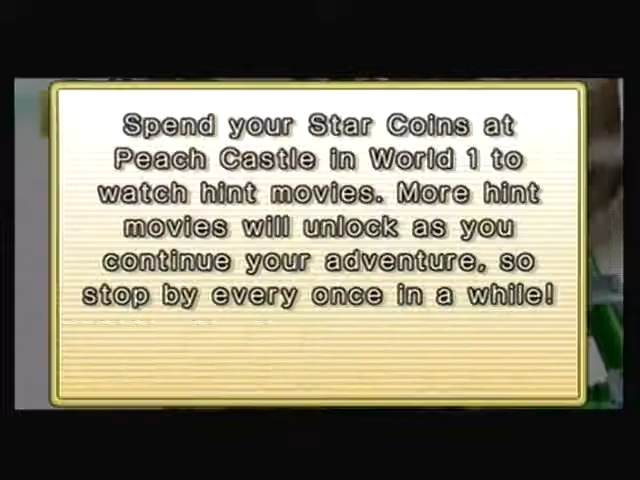 Spend your Star Coins at
Peach Castle in World 1 to
watch hint movies. More hint
movies will unlock as you
continue your adventure, so
stop by every once in a while!